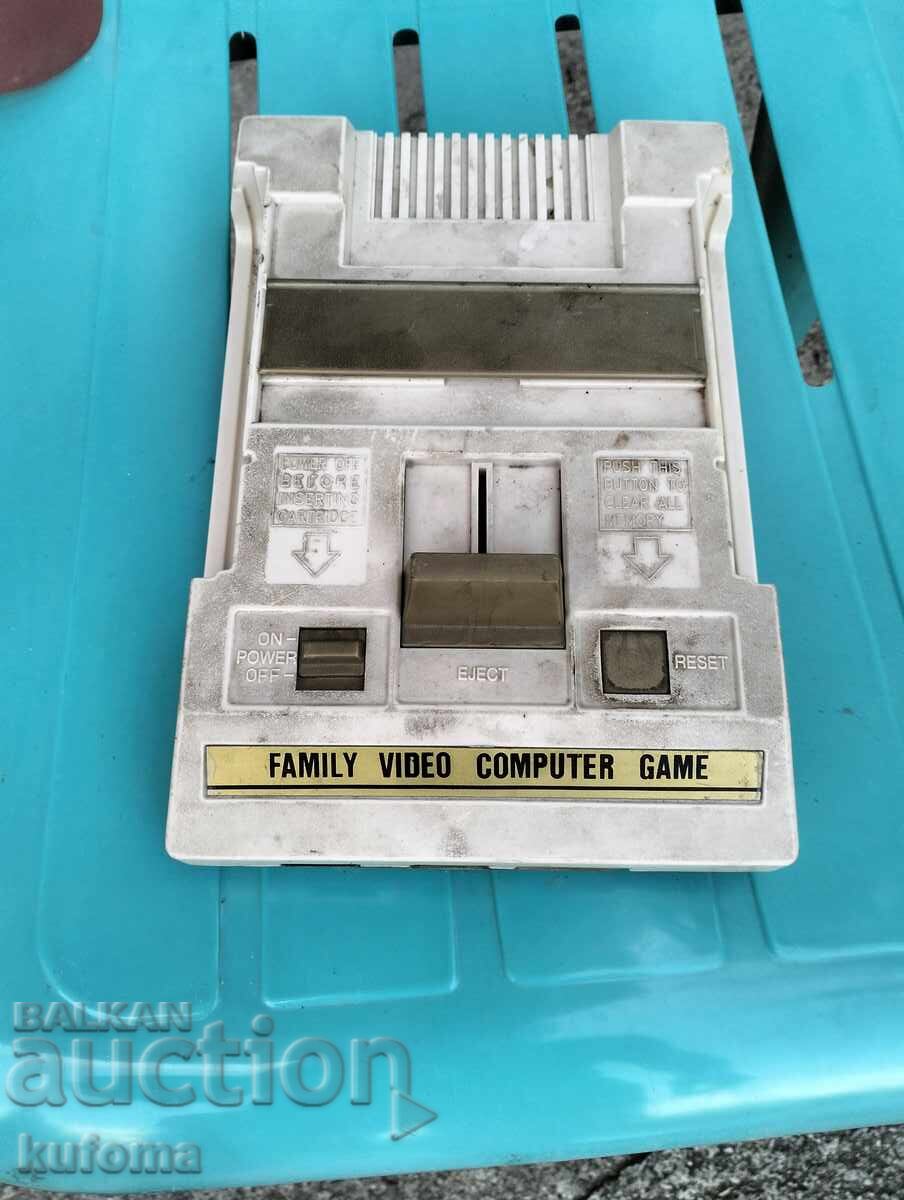 POWER OFF
BEFORE
INSERTING
CARTRIDGE
PUSH THIS
BUTTON TO
CLEAR ALL
MEMORY
ON –
POWER
OFF –
EJECT
RESET
FAMILY VIDEO COMPUTER GAME
BALKAN
auction
kufoma